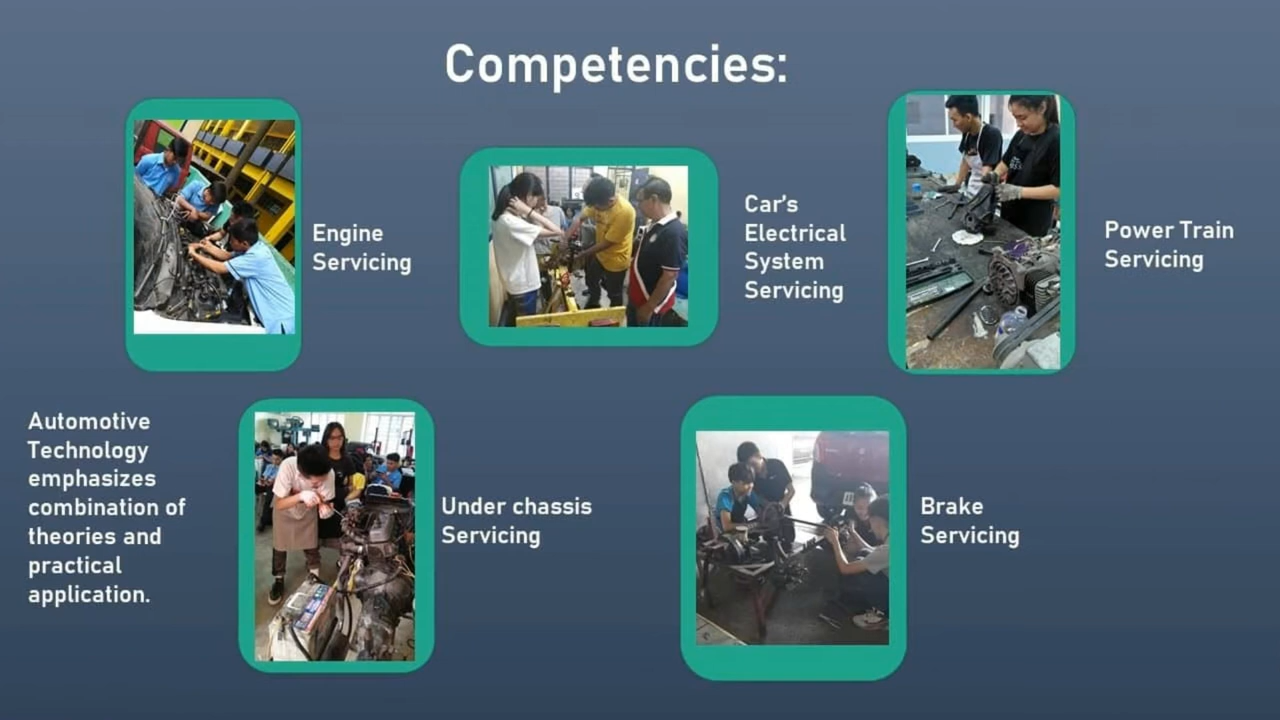 Competencies:
Engine
Servicing
Car's
Electrical
System
Servicing
Power Train
Servicing
Automotive
Technology
emphasizes
combination of
theories and
practical
application.
Under chassis
Servicing
Brake
Servicing